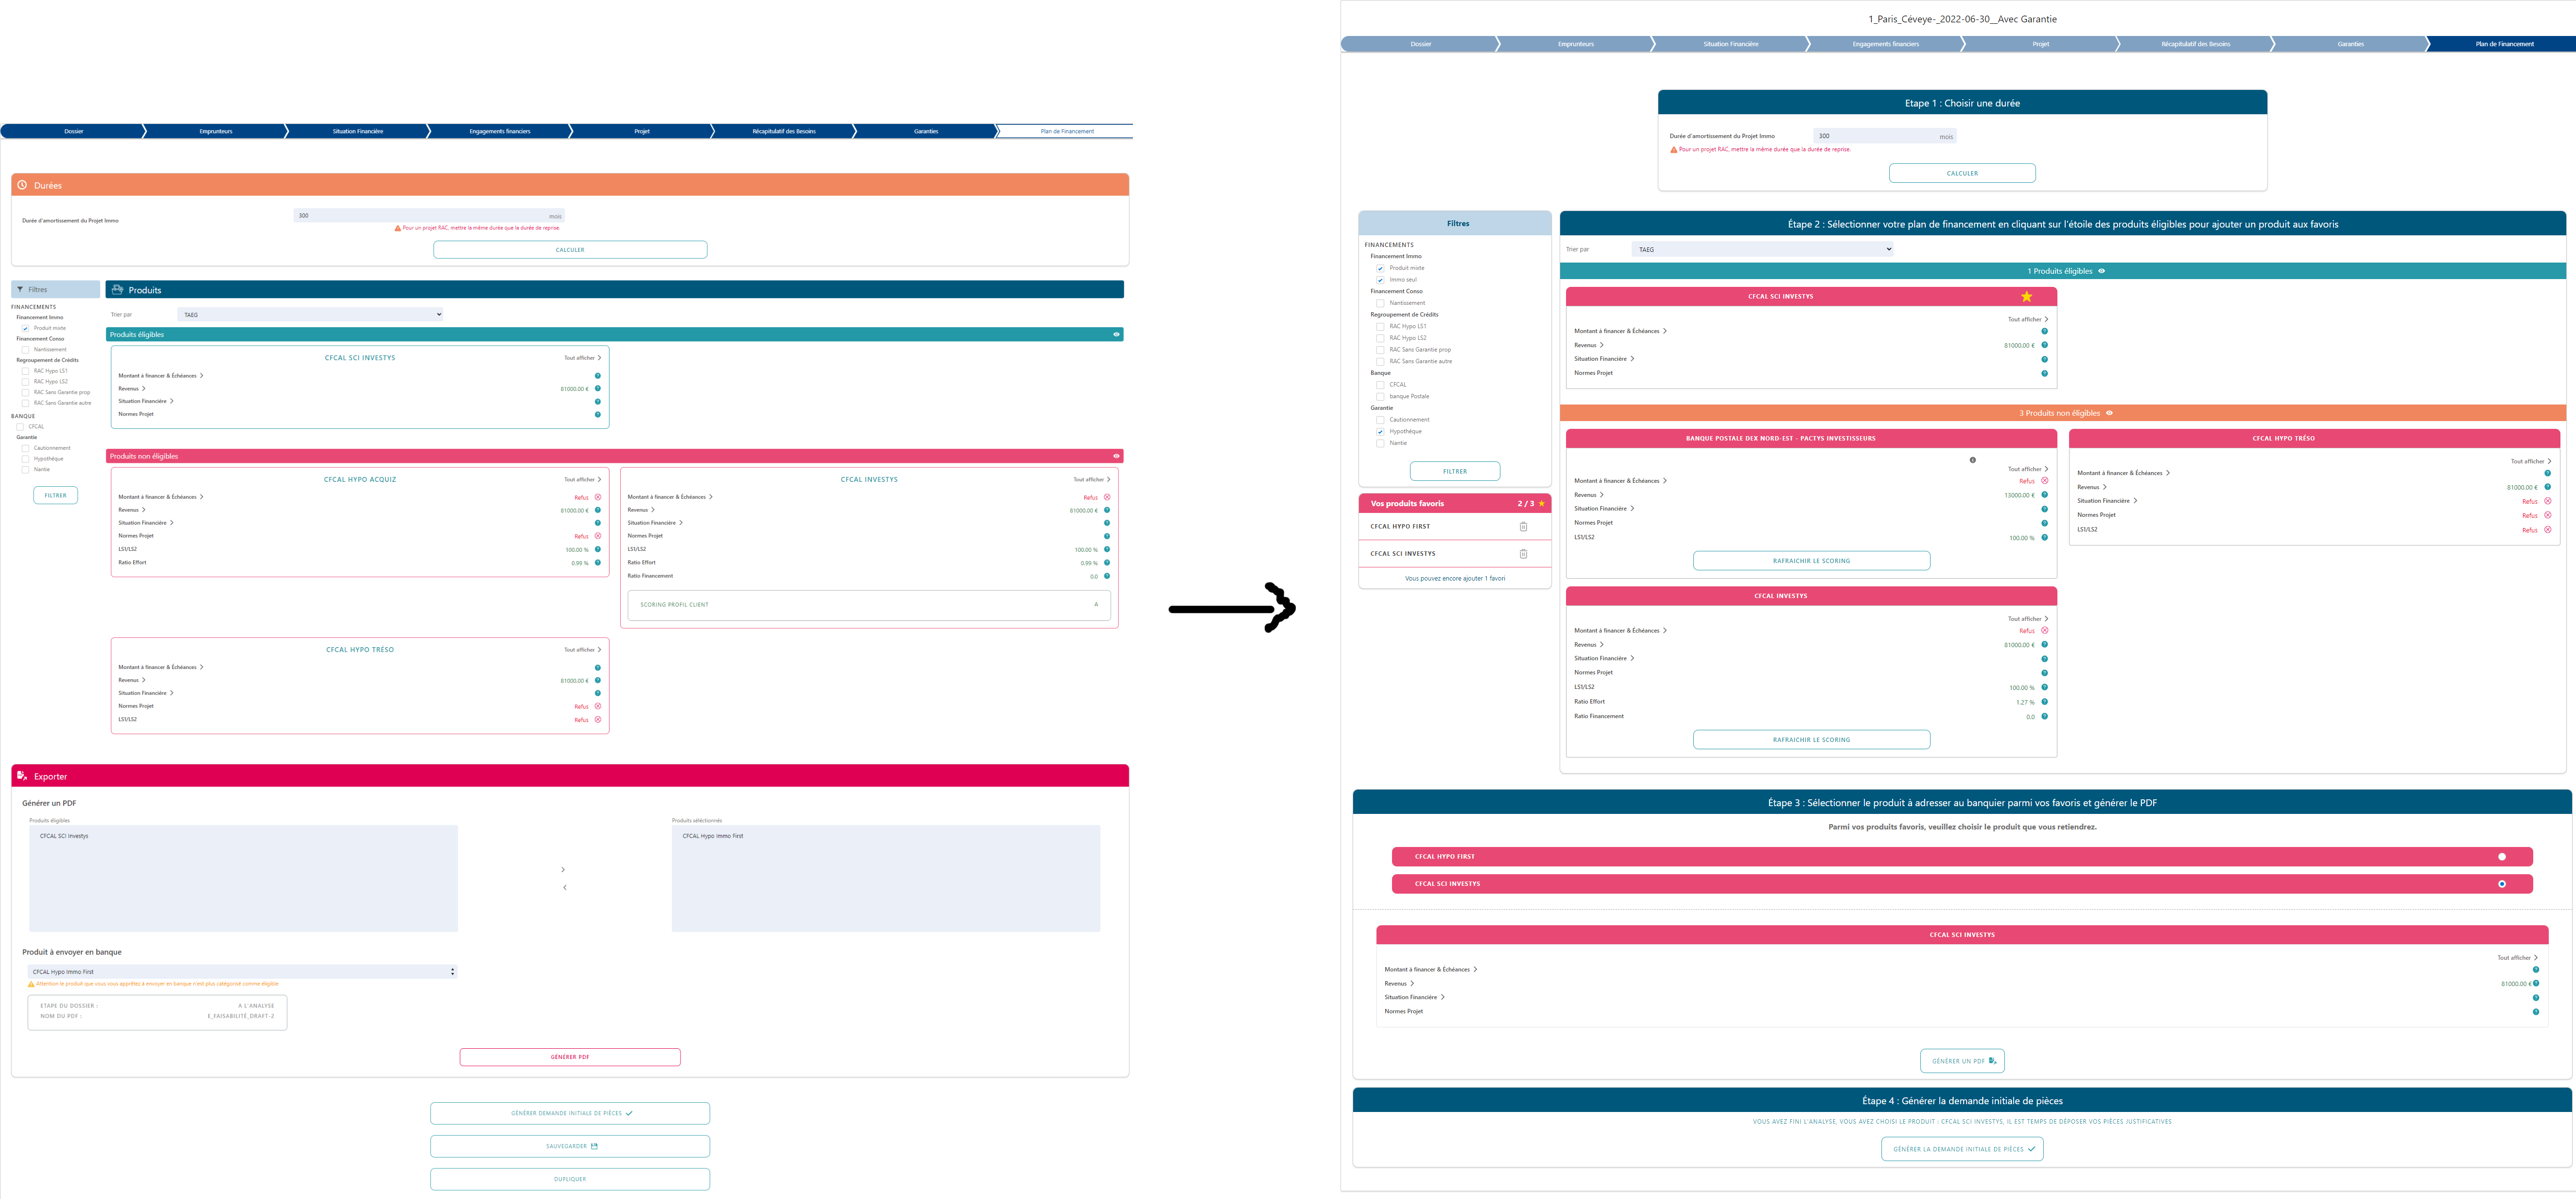 Dossier
Emprunteurs
Situation Financière
Engagements financiers
Projet
Récapitulatif des Besoins
Garanties
Plan de Financement
Durées
Durée d'amortissement du Projet Immo
300 mois
Pour un projet RAC, mettre la même durée que la durée de reprise.
CALCULER
Filtres
FINANCEMENTS
Financement Immo
Produit mixte
Financement Conso
Nantissement
Regroupement de Crédits
RAC Hypo LS1
RAC Hypo LS2
RAC Sans Garantie prop
RAC Sans Garantie autre
BANQUE
CFCAL
Garantie
Cautionnement
Hypothèque
Nantie
FILTRER
Produits
Trier par TAEG
Produits éligibles
CFCAL SCI INVESTYS Tout afficher
Montant à financer & Échéances
Revenus 81000.00 €
Situation Financière
Normes Projet
Produits non éligibles
CFCAL HYPO ACQUIZ Tout afficher
Montant à financer & Échéances Refus
Revenus 81000.00 €
Situation Financière
Normes Projet Refus
LS1/LS2 100.00 %
Ratio Effort 0.99 %
CFCAL INVESTYS Tout afficher
Montant à financer & Échéances Refus
Revenus 81000.00 €
Situation Financière
Normes Projet
LS1/LS2 100.00 %
Ratio Effort 0.99 %
Ratio Financement 0.0
SCORING PROFIL CLIENT A
CFCAL HYPO TRÉSO Tout afficher
Montant à financer & Échéances
Revenus 81000.00 €
Situation Financière
Normes Projet Refus
LS1/LS2 Refus
Exporter
Générer un PDF
Produits éligibles
CFCAL SCI Investys
Produits sélectionnés
CFCAL Hypo Immo First
Produit à envoyer en banque
CFCAL Hypo Immo First
Attention le produit que vous vous apprêtez à envoyer en banque n'est plus catégorisé comme éligible
ETAPE DU DOSSIER : A L'ANALYSE
NOM DU PDF : E_FAISABILITÉ_DRAFT-2
GÉNÉRER PDF
GÉNÉRER DEMANDE INITIALE DE PIÈCES
SAUVEGARDER
DUPLIQUER
1_Paris_Céveye-_2022-06-30__Avec Garantie
Dossier
Emprunteurs
Situation Financière
Engagements financiers
Projet
Récapitulatif des Besoins
Garanties
Plan de Financement
Etape 1 : Choisir une durée
Durée d'amortissement du Projet Immo 300 mois
Pour un projet RAC, mettre la même durée que la durée de reprise.
CALCULER
Filtres
FINANCEMENTS
Financement Immo
Produit mixte
Immo seul
Financement Conso
Nantissement
Regroupement de Crédits
RAC Hypo LS1
RAC Hypo LS2
RAC Sans Garantie prop
RAC Sans Garantie autre
Banque
CFCAL
banque Postale
Garantie
Cautionnement
Hypothèque
Nantie
FILTRER
Vos produits favoris 2 / 3
CFCAL HYPO FIRST
CFCAL SCI INVESTYS
Vous pouvez encore ajouter 1 favori
Étape 2 : Sélectionner votre plan de financement en cliquant sur l'étoile des produits éligibles pour ajouter un produit aux favoris
Trier par TAEG
1 Produits éligibles
CFCAL SCI INVESTYS
Tout afficher
Montant à financer & Échéances
Revenus 81000.00 €
Situation Financière
Normes Projet
3 Produits non éligibles
BANQUE POSTALE DEX NORD-EST - PACTYS INVESTISSEURS
Tout afficher
Montant à financer & Échéances Refus
Revenus 13000.00 €
Situation Financière
Normes Projet
LS1/LS2 100.00 %
RAFRAICHIR LE SCORING
CFCAL HYPO TRÉSO
Tout afficher
Montant à financer & Échéances
Revenus 81000.00 €
Situation Financière Refus
Normes Projet Refus
LS1/LS2 Refus
CFCAL INVESTYS
Tout afficher
Montant à financer & Échéances Refus
Revenus 81000.00 €
Situation Financière
Normes Projet
LS1/LS2 100.00 %
Ratio Effort 1.27 %
Ratio Financement 0.0
RAFRAICHIR LE SCORING
Étape 3 : Sélectionner le produit à adresser au banquier parmi vos favoris et générer le PDF
Parmi vos produits favoris, veuillez choisir le produit que vous retiendrez.
CFCAL HYPO FIRST
CFCAL SCI INVESTYS
CFCAL SCI INVESTYS
Tout afficher
Montant à financer & Échéances
Revenus 81000.00 €
Situation Financière
Normes Projet
GÉNÉRER UN PDF
Étape 4 : Générer la demande initiale de pièces
VOUS AVEZ FINI L'ANALYSE, VOUS AVEZ CHOISI LE PRODUIT : CFCAL SCI INVESTYS, IL EST TEMPS DE DÉPOSER VOS PIÈCES JUSTIFICATIVES
GÉNÉRER LA DEMANDE INITIALE DE PIÈCES